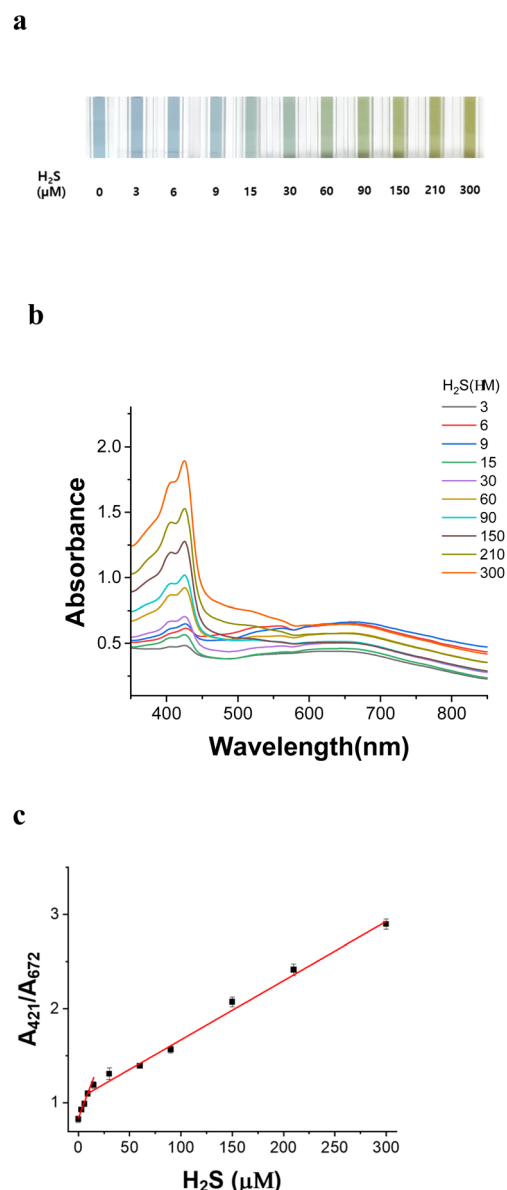 a
H₂S
(μM) 0 3 6 9 15 30 60 90 150 210 300
b
H₂S(HM)
3
6
9
15
30
60
90
150
210
300
2.0
1.5
1.0
0.5
Absorbance
400 500 600 700 800
Wavelength(nm)
c
3
2
1
A₄₂₁/A₆₇₂
0 50 100 150 200 250 300
H₂S (μM)